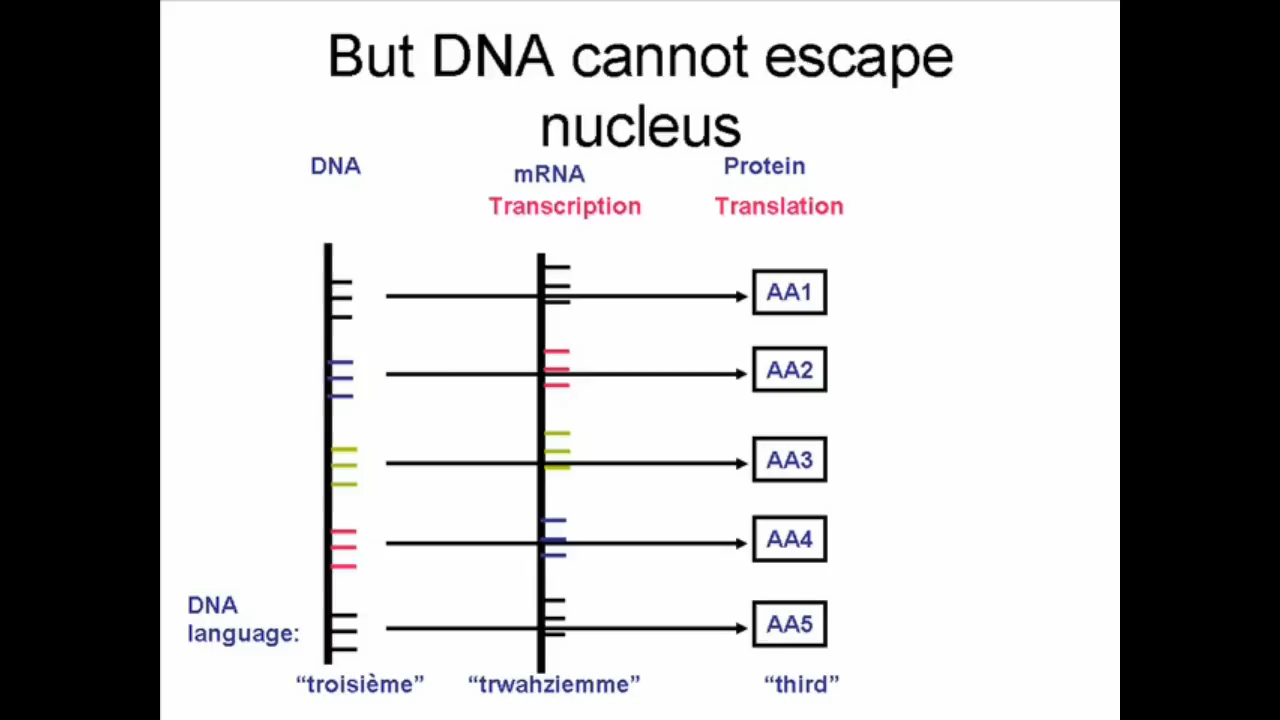 But DNA cannot escape
nucleus
DNA
mRNA
Protein
Transcription
Translation
AA1
AA2
AA3
AA4
AA5
DNA
language:
“troisième”
“trwahziemme”
“third”